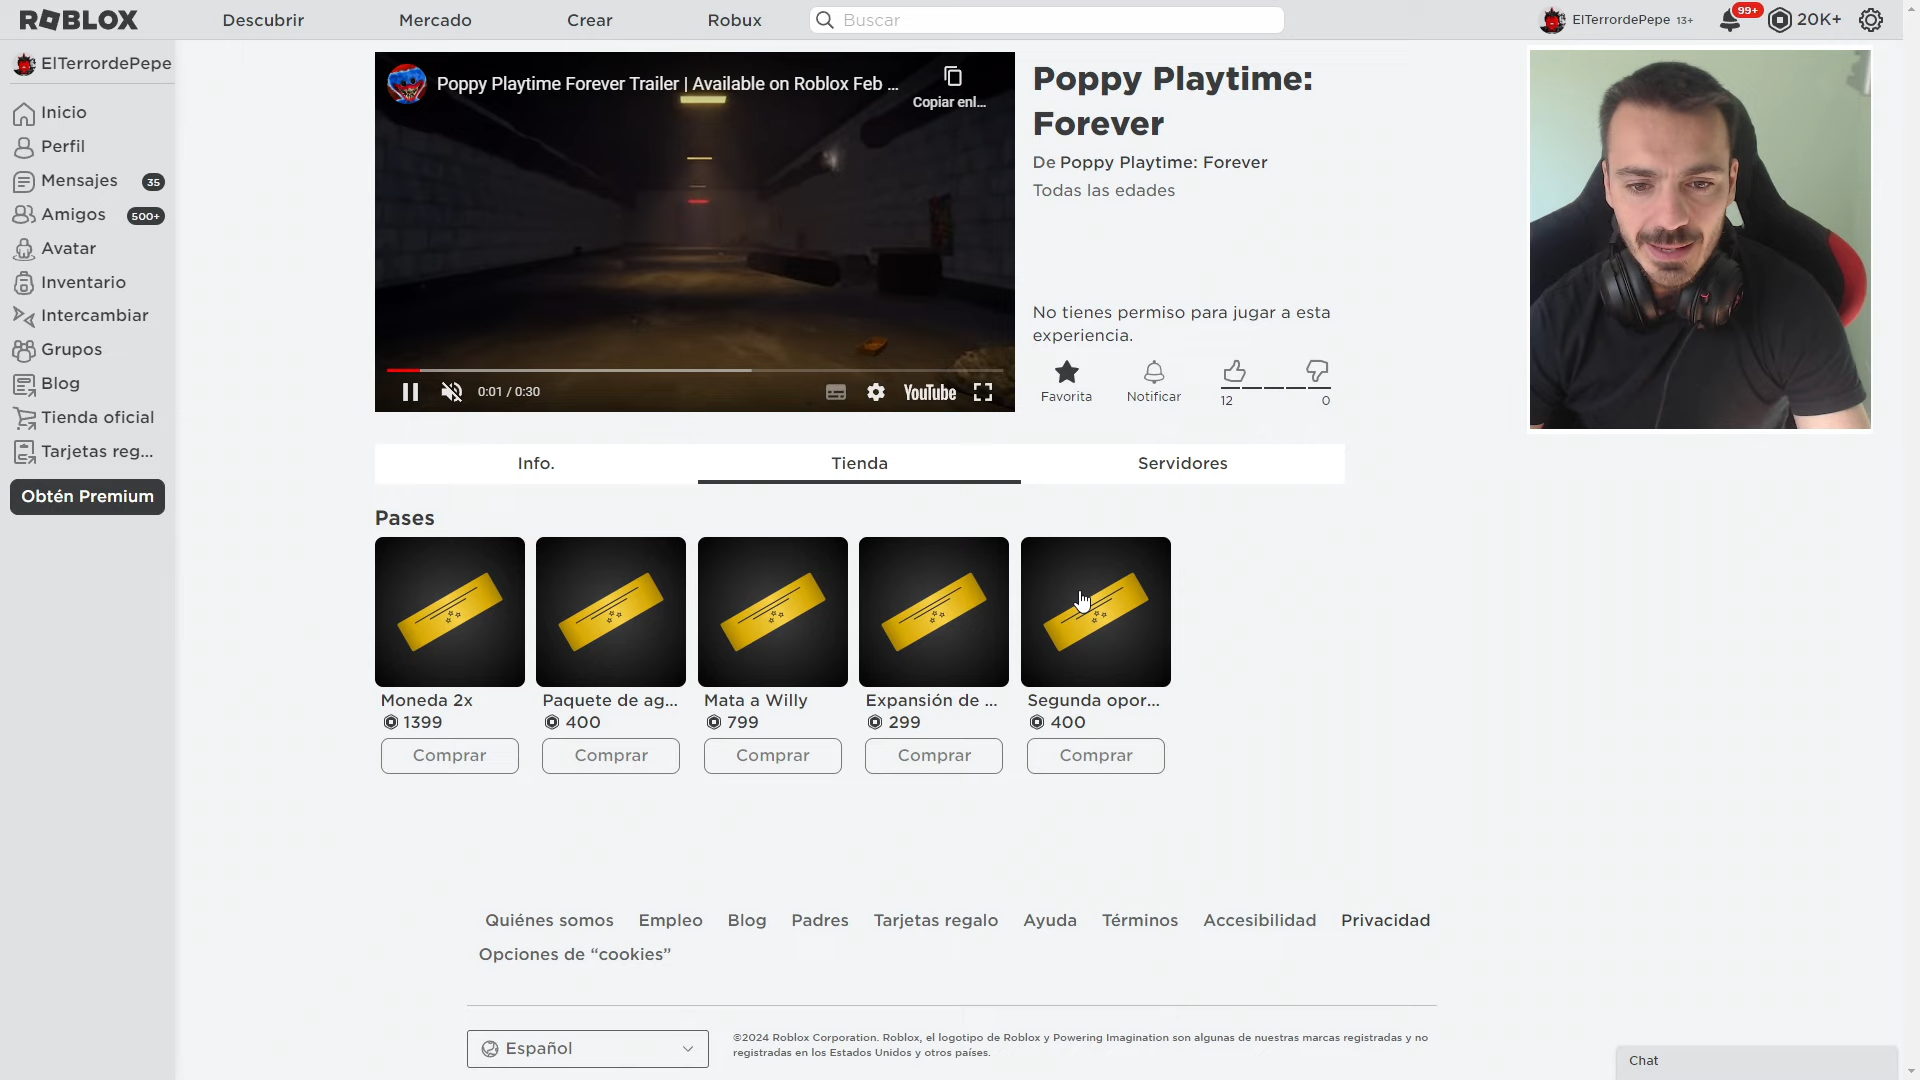 ROBLOX
Descubrir
Mercado
Crear
Robux
Buscar
ElTerrordePepe 13+
99+
20K+
ElTerrordePepe
Inicio
Perfil
Mensajes 35
Amigos 500+
Avatar
Inventario
Intercambiar
Grupos
Blog
Tienda oficial
Tarjetas reg...
Obtén Premium
Poppy Playtime Forever Trailer | Available on Roblox Feb ...
Copiar enl...
0:01 / 0:30
YouTube
Poppy Playtime:
Forever
De Poppy Playtime: Forever
Todas las edades
No tienes permiso para jugar a esta
experiencia.
Favorita
Notificar
12
0
Info.
Tienda
Servidores
Pases
Moneda 2x
1399
Comprar
Paquete de ag...
400
Comprar
Mata a Willy
799
Comprar
Expansión de ...
299
Comprar
Segunda opor...
400
Comprar
Quiénes somos
Empleo
Blog
Padres
Tarjetas regalo
Ayuda
Términos
Accesibilidad
Privacidad
Opciones de “cookies”
Español
©2024 Roblox Corporation. Roblox, el logotipo de Roblox y Powering Imagination son algunas de nuestras marcas registradas y no
registradas en los Estados Unidos y otros países.
Chat